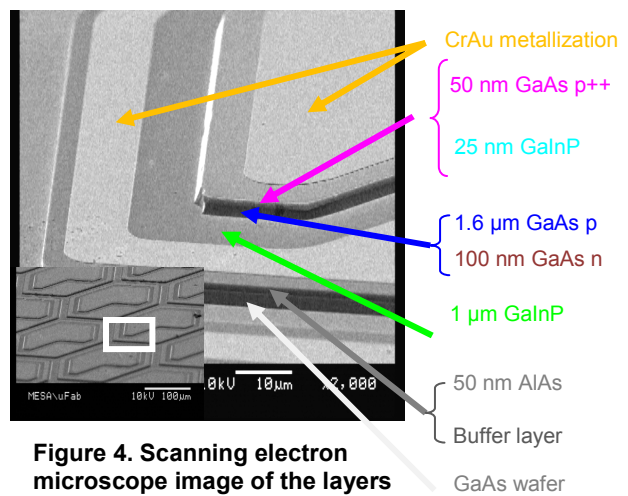 CrAu metallization
50 nm GaAs p++
25 nm GaInP
1.6 µm GaAs p
100 nm GaAs n
1 µm GaInP
50 nm AlAs
Buffer layer
GaAs wafer
MESA\uFab 10kV 100µm
.0kV 10µm x2,000
Figure 4. Scanning electron
microscope image of the layers